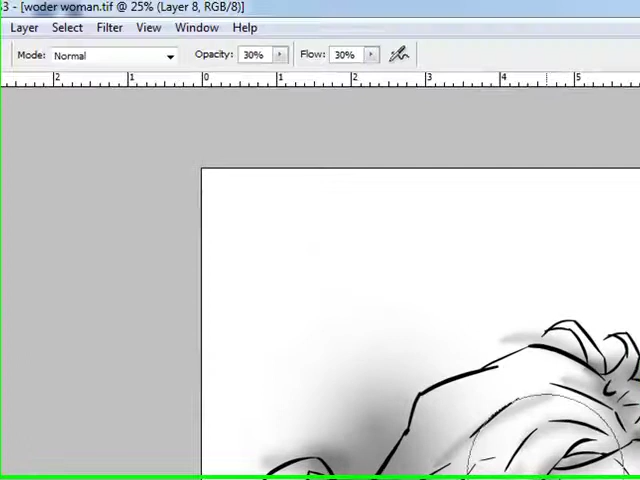 3 - [woder woman.tif @ 25% (Layer 8, RGB/8)]
Layer Select Filter View Window Help
Mode: Normal Opacity: 30% Flow: 30%
2 1 0 1 2 3 4 5